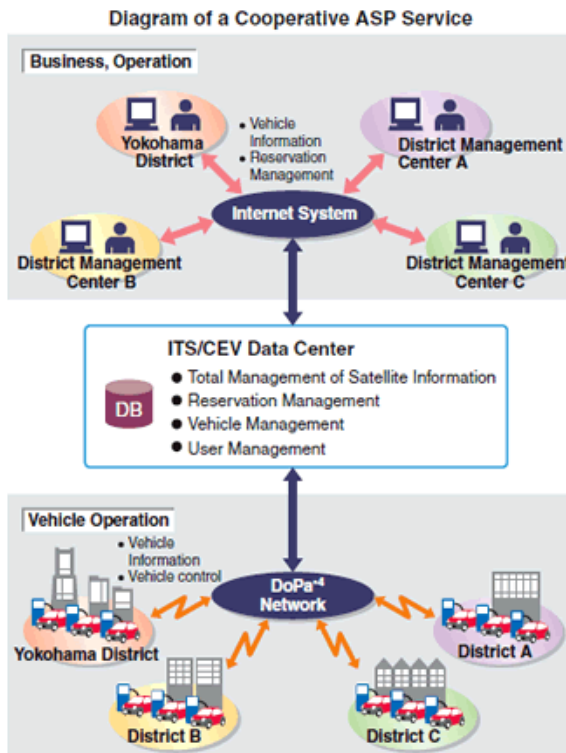 Diagram of a Cooperative ASP Service
Business, Operation
Yokohama
District
• Vehicle
Information
• Reservation
Management
District Management
Center A
Internet System
District Management
Center B
District Management
Center C
ITS/CEV Data Center
DB
● Total Management of Satellite Information
● Reservation Management
● Vehicle Management
● User Management
Vehicle Operation
• Vehicle
Information
• Vehicle control
DoPa*4
Network
Yokohama District
District A
District B
District C